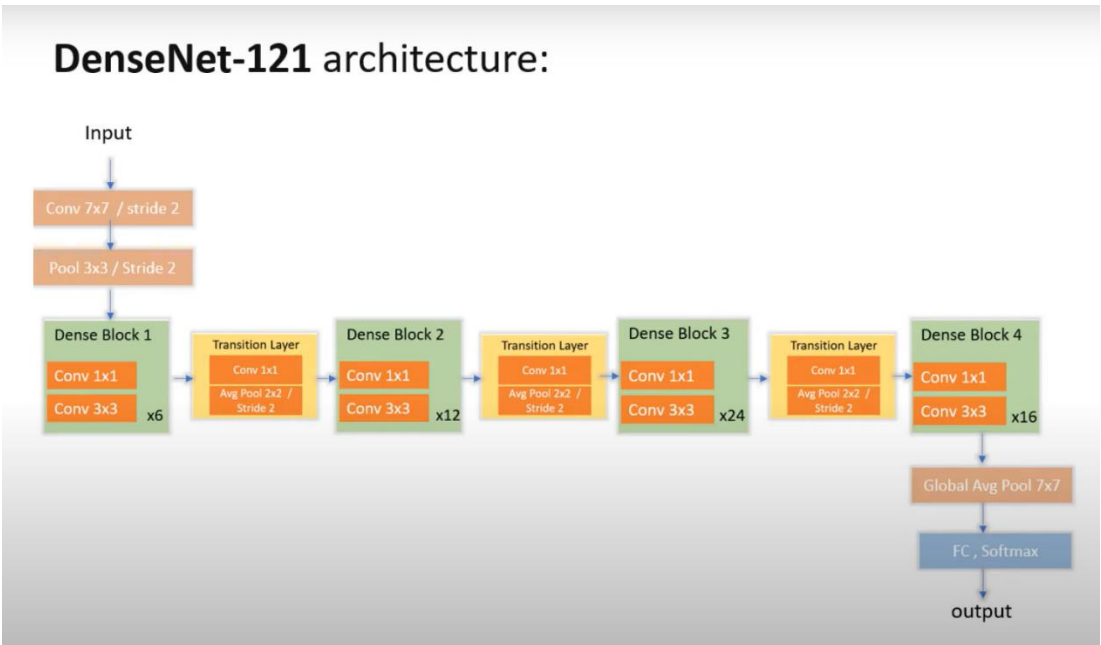 DenseNet-121 architecture:
Input
Conv 7x7 / stride 2
Pool 3x3 / Stride 2
Dense Block 1
Conv 1x1
Conv 3x3
x6
Transition Layer
Conv 1x1
Avg Pool 2x2 /
Stride 2
Dense Block 2
Conv 1x1
Conv 3x3
x12
Transition Layer
Conv 1x1
Avg Pool 2x2 /
Stride 2
Dense Block 3
Conv 1x1
Conv 3x3
x24
Transition Layer
Conv 1x1
Avg Pool 2x2 /
Stride 2
Dense Block 4
Conv 1x1
Conv 3x3
x16
Global Avg Pool 7x7
FC , Softmax
output